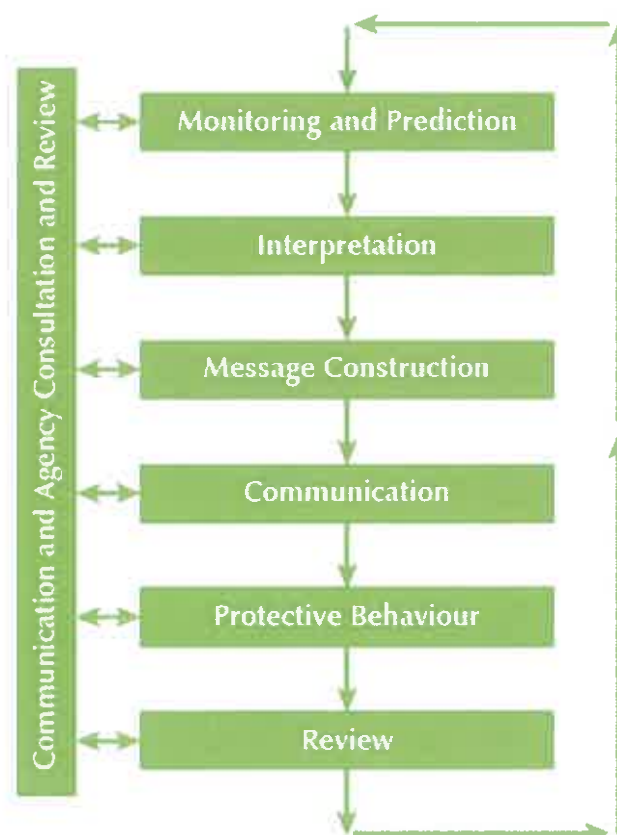 Communication and Agency Consultation and Review
Monitoring and Prediction
Interpretation
Message Construction
Communication
Protective Behaviour
Review